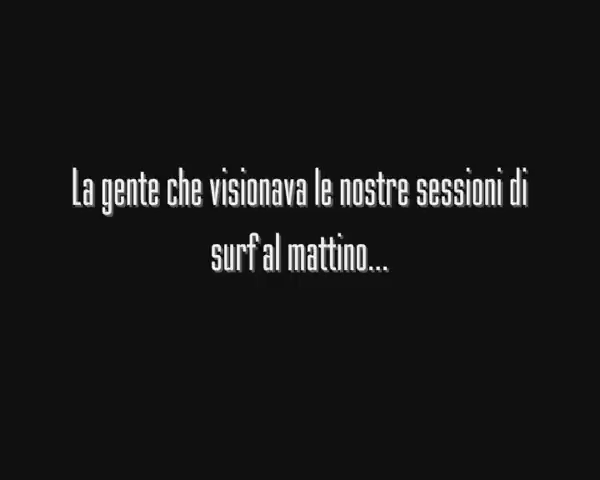 La gente che visionava le nostre sessioni di
surf al mattino...